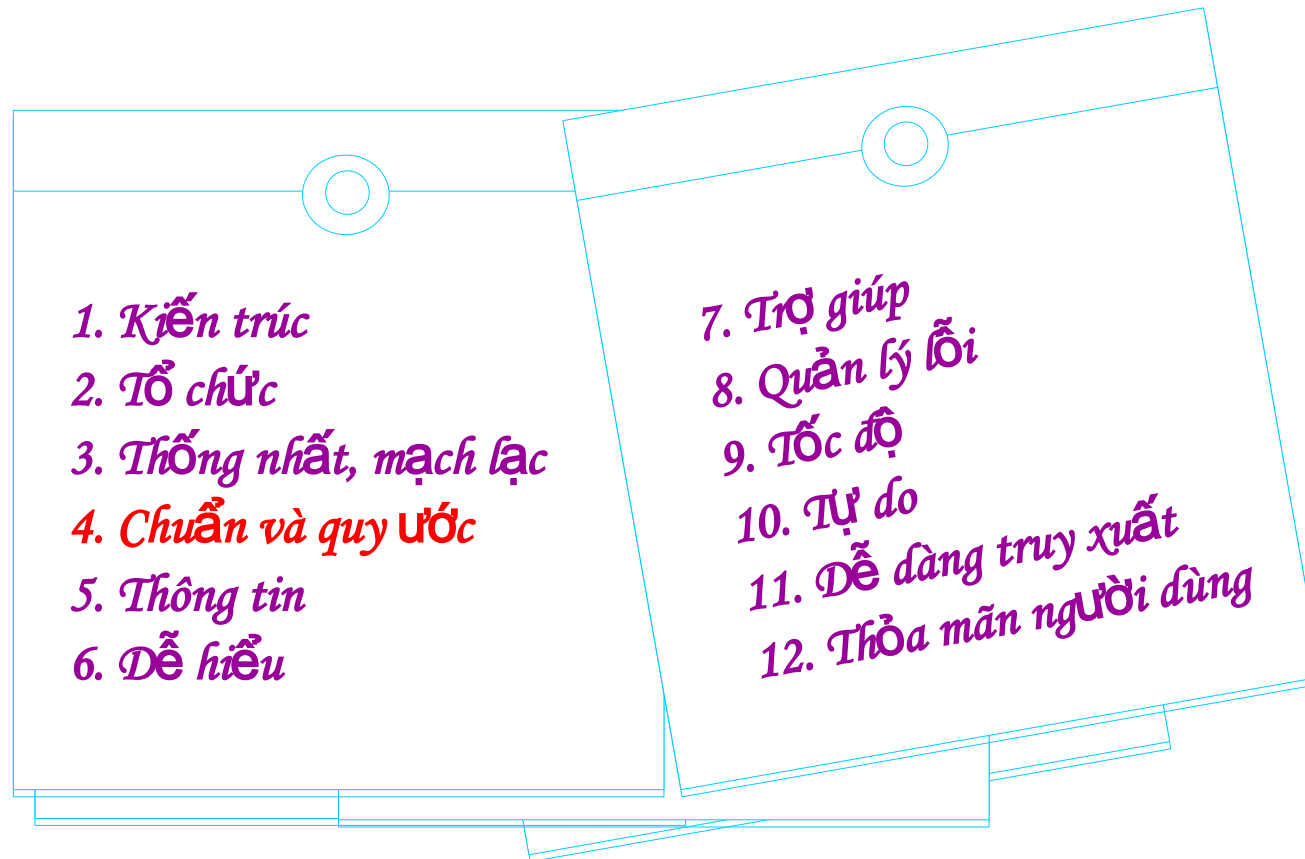 1. Kiến trúc
2. Tổ chức
3. Thống nhất, mạch lạc
4. Chuẩn và quy ước
5. Thông tin
6. Dễ hiểu
7. Trợ giúp
8. Quản lý lỗi
9. Tốc độ
10. Tự do
11. Dễ dàng truy xuất
12. Thỏa mãn người dùng